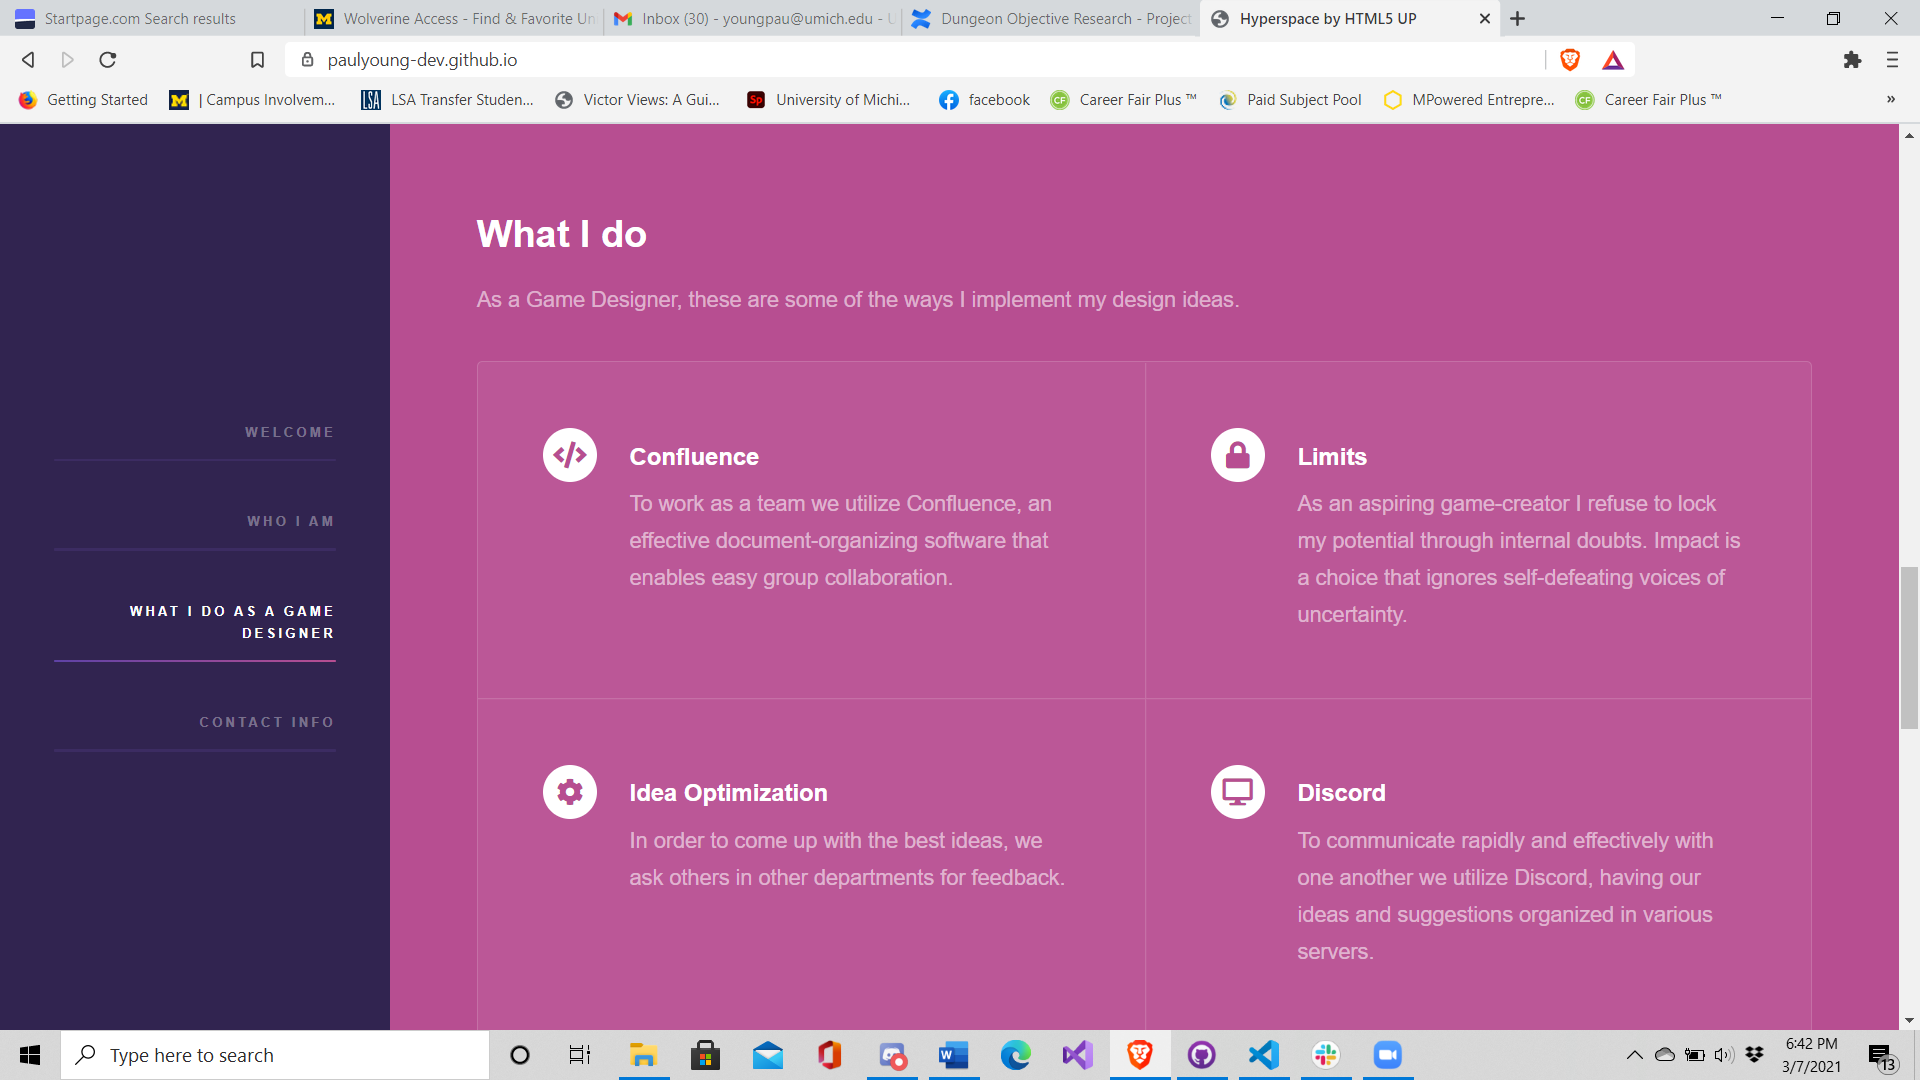 Startpage.com Search results
Wolverine Access - Find & Favorite Un
Inbox (30) - youngpau@umich.edu - U
Dungeon Objective Research - Project
Hyperspace by HTML5 UP
paulyoung-dev.github.io
Getting Started
| Campus Involvem...
LSA Transfer Studen...
Victor Views: A Gui...
University of Michi...
facebook
Career Fair Plus ™
Paid Subject Pool
MPowered Entrepre...
Career Fair Plus ™
»
WELCOME
WHO I AM
WHAT I DO AS A GAME
DESIGNER
CONTACT INFO
What I do
As a Game Designer, these are some of the ways I implement my design ideas.
Confluence
To work as a team we utilize Confluence, an
effective document-organizing software that
enables easy group collaboration.
Limits
As an aspiring game-creator I refuse to lock
my potential through internal doubts. Impact is
a choice that ignores self-defeating voices of
uncertainty.
Idea Optimization
In order to come up with the best ideas, we
ask others in other departments for feedback.
Discord
To communicate rapidly and effectively with
one another we utilize Discord, having our
ideas and suggestions organized in various
servers.
Type here to search
6:42 PM
3/7/2021
13